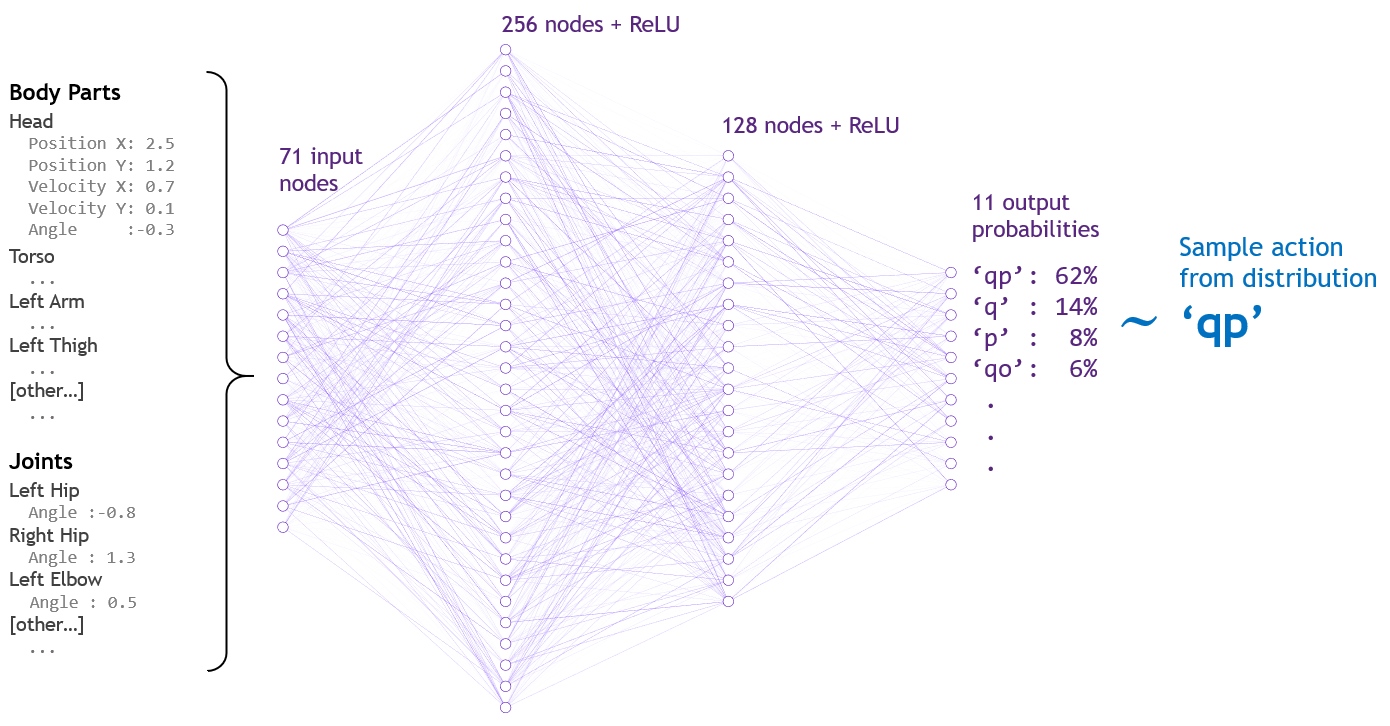 Body Parts
Head
Position X: 2.5
Position Y: 1.2
Velocity X: 0.7
Velocity Y: 0.1
Angle     :-0.3
Torso
...
Left Arm
...
Left Thigh
...
[other...]
...
Joints
Left Hip
Angle :-0.8
Right Hip
Angle : 1.3
Left Elbow
Angle : 0.5
[other...]
...
71 input
nodes
256 nodes + ReLU
128 nodes + ReLU
11 output
probabilities
‘qp’: 62%
‘q’ : 14%
‘p’ :  8%
‘qo’:  6%
.
.
.
~
Sample action
from distribution
‘qp’